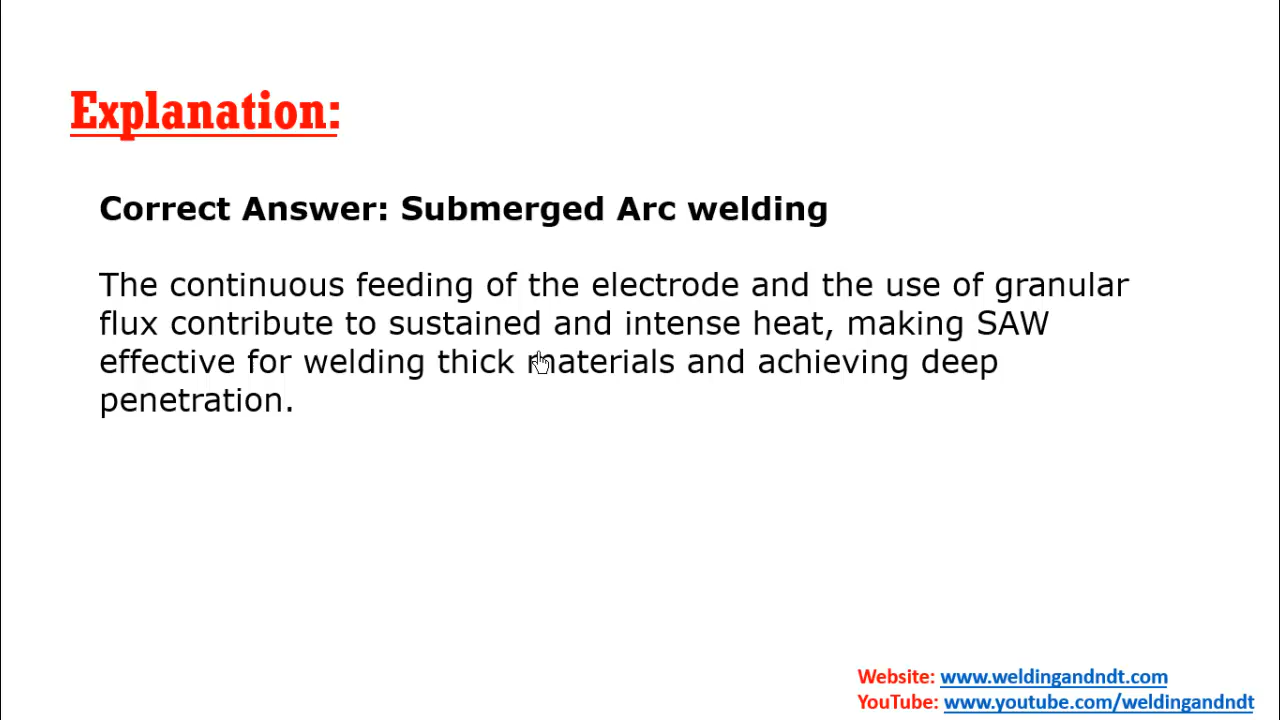 Explanation:
Correct Answer: Submerged Arc welding
The continuous feeding of the electrode and the use of granular
flux contribute to sustained and intense heat, making SAW
effective for welding thick materials and achieving deep
penetration.
Website: www.weldingandndt.com
YouTube: www.youtube.com/weldingandndt